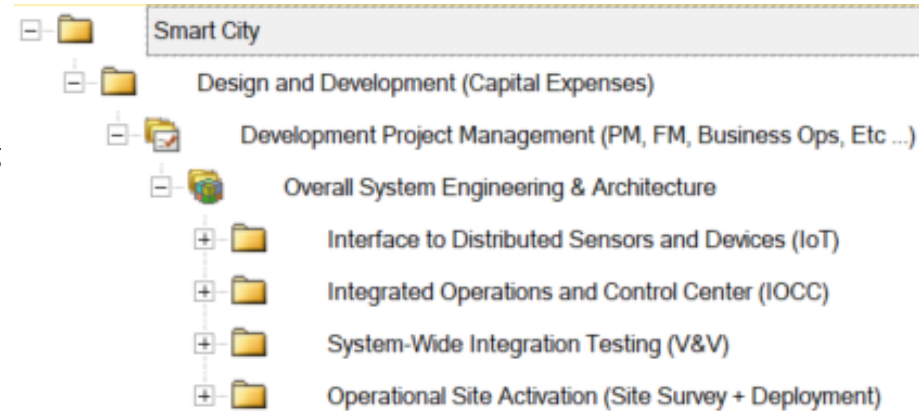 Smart City
Design and Development (Capital Expenses)
Development Project Management (PM, FM, Business Ops, Etc ...)
Overall System Engineering & Architecture
Interface to Distributed Sensors and Devices (IoT)
Integrated Operations and Control Center (IOCC)
System-Wide Integration Testing (V&V)
Operational Site Activation (Site Survey + Deployment)